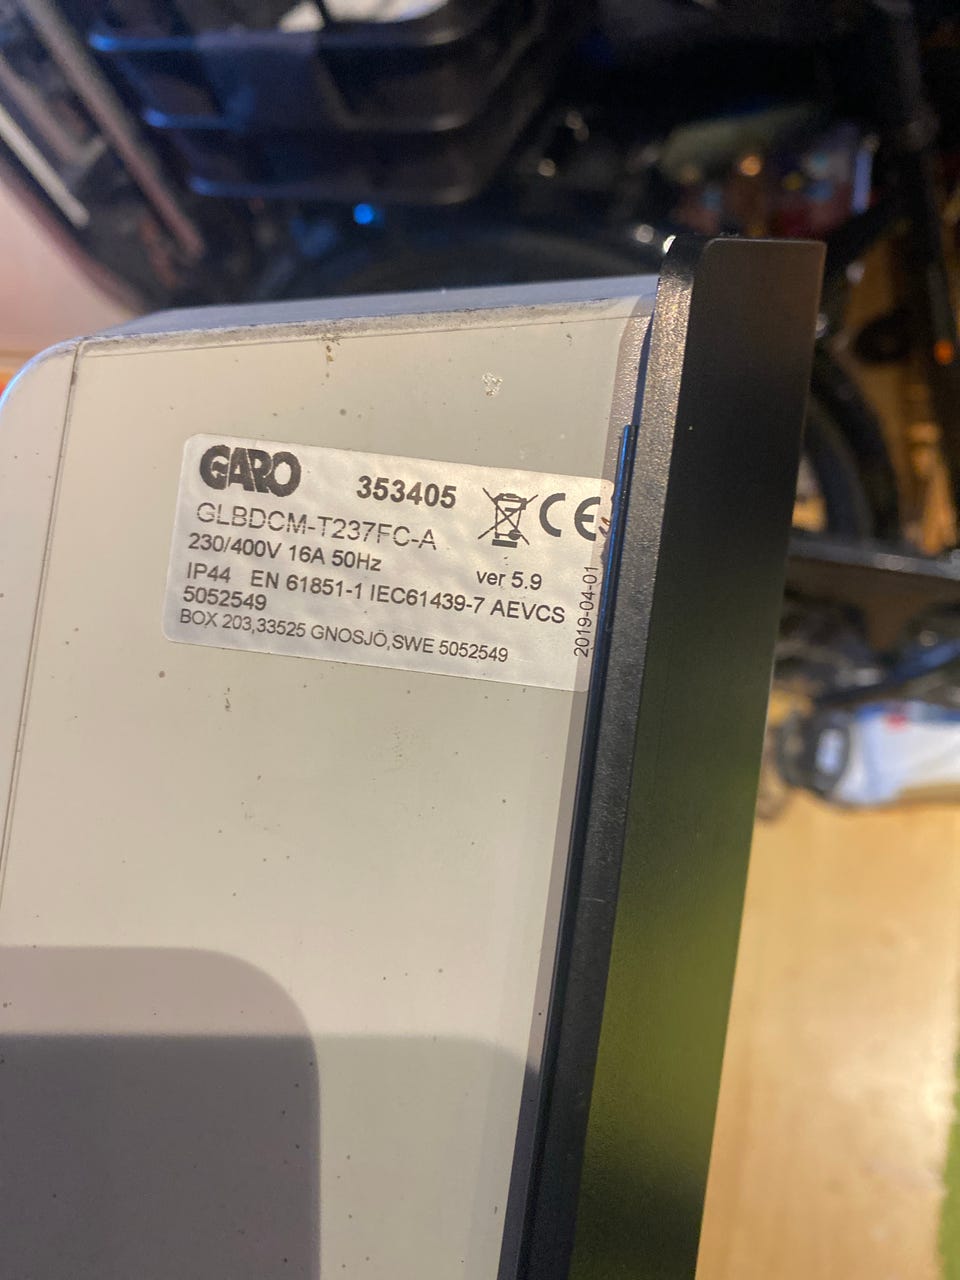 GARO 353405 CE
GLBDCM-T237FC-A
230/400V 16A 50Hz ver 5.9
IP44 EN 61851-1 IEC61439-7 AEVCS
5052549
BOX 203,33525 GNOSJÖ,SWE 5052549
2019-04-01